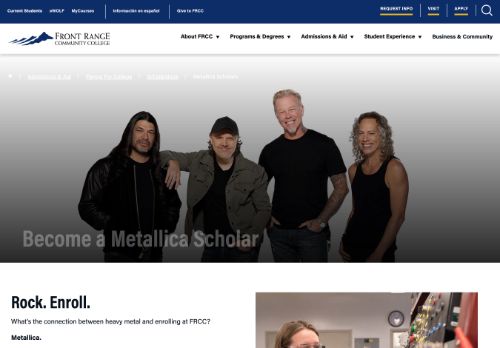 Current Students eWOLF MyCourses Información en español Give to FRCC REQUEST INFO VISIT APPLY
FRONT RANGE
COMMUNITY COLLEGE
About FRCC Programs & Degrees Admissions & Aid Student Experience Business & Community
Admissions & Aid / Paying For College / Scholarships / Metallica Scholars
Become a Metallica Scholar
Rock. Enroll.
What's the connection between heavy metal and enrolling at FRCC?
Metallica.